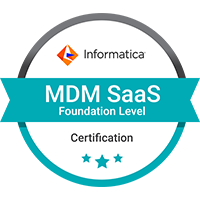 Informatica
MDM SaaS
Foundation Level
Certification